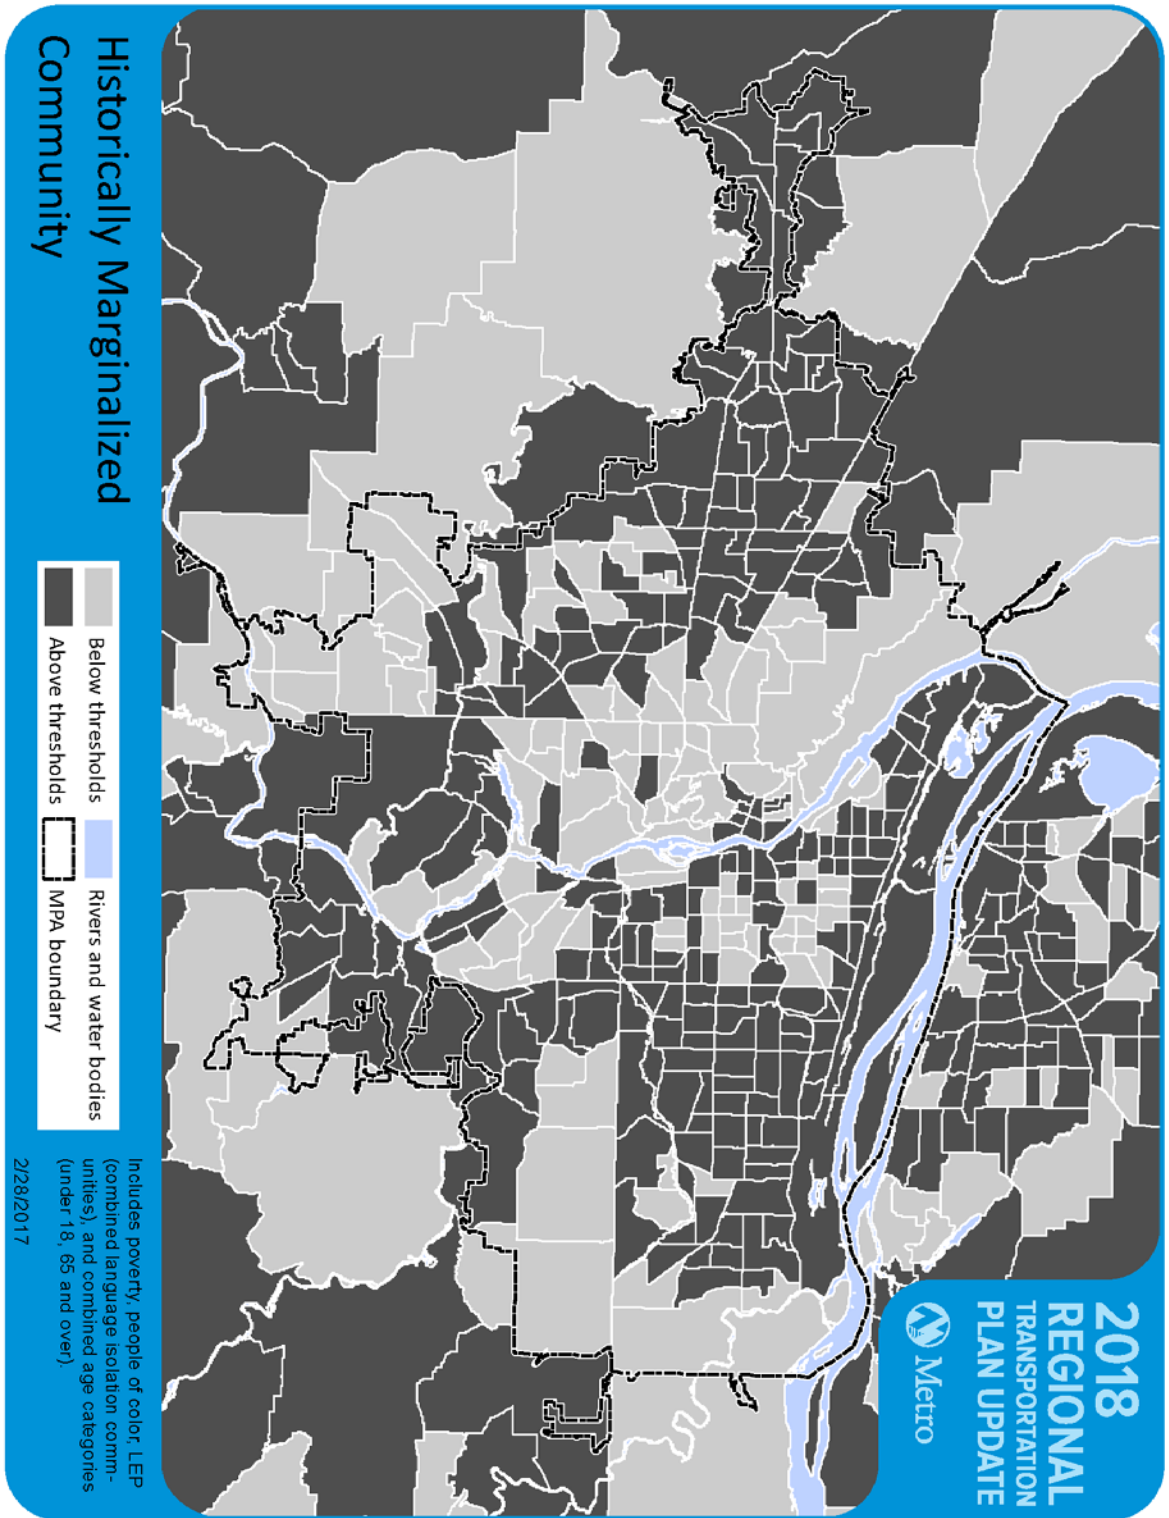 2018
REGIONAL
TRANSPORTATION
PLAN UPDATE
Metro
Historically Marginalized
Community
Below thresholds
Above thresholds
Rivers and water bodies
MPA boundary
Includes poverty, people of color, LEP
(combined language isolation comm-
unities), and combined age categories
(under 18, 65 and over).
2/28/2017